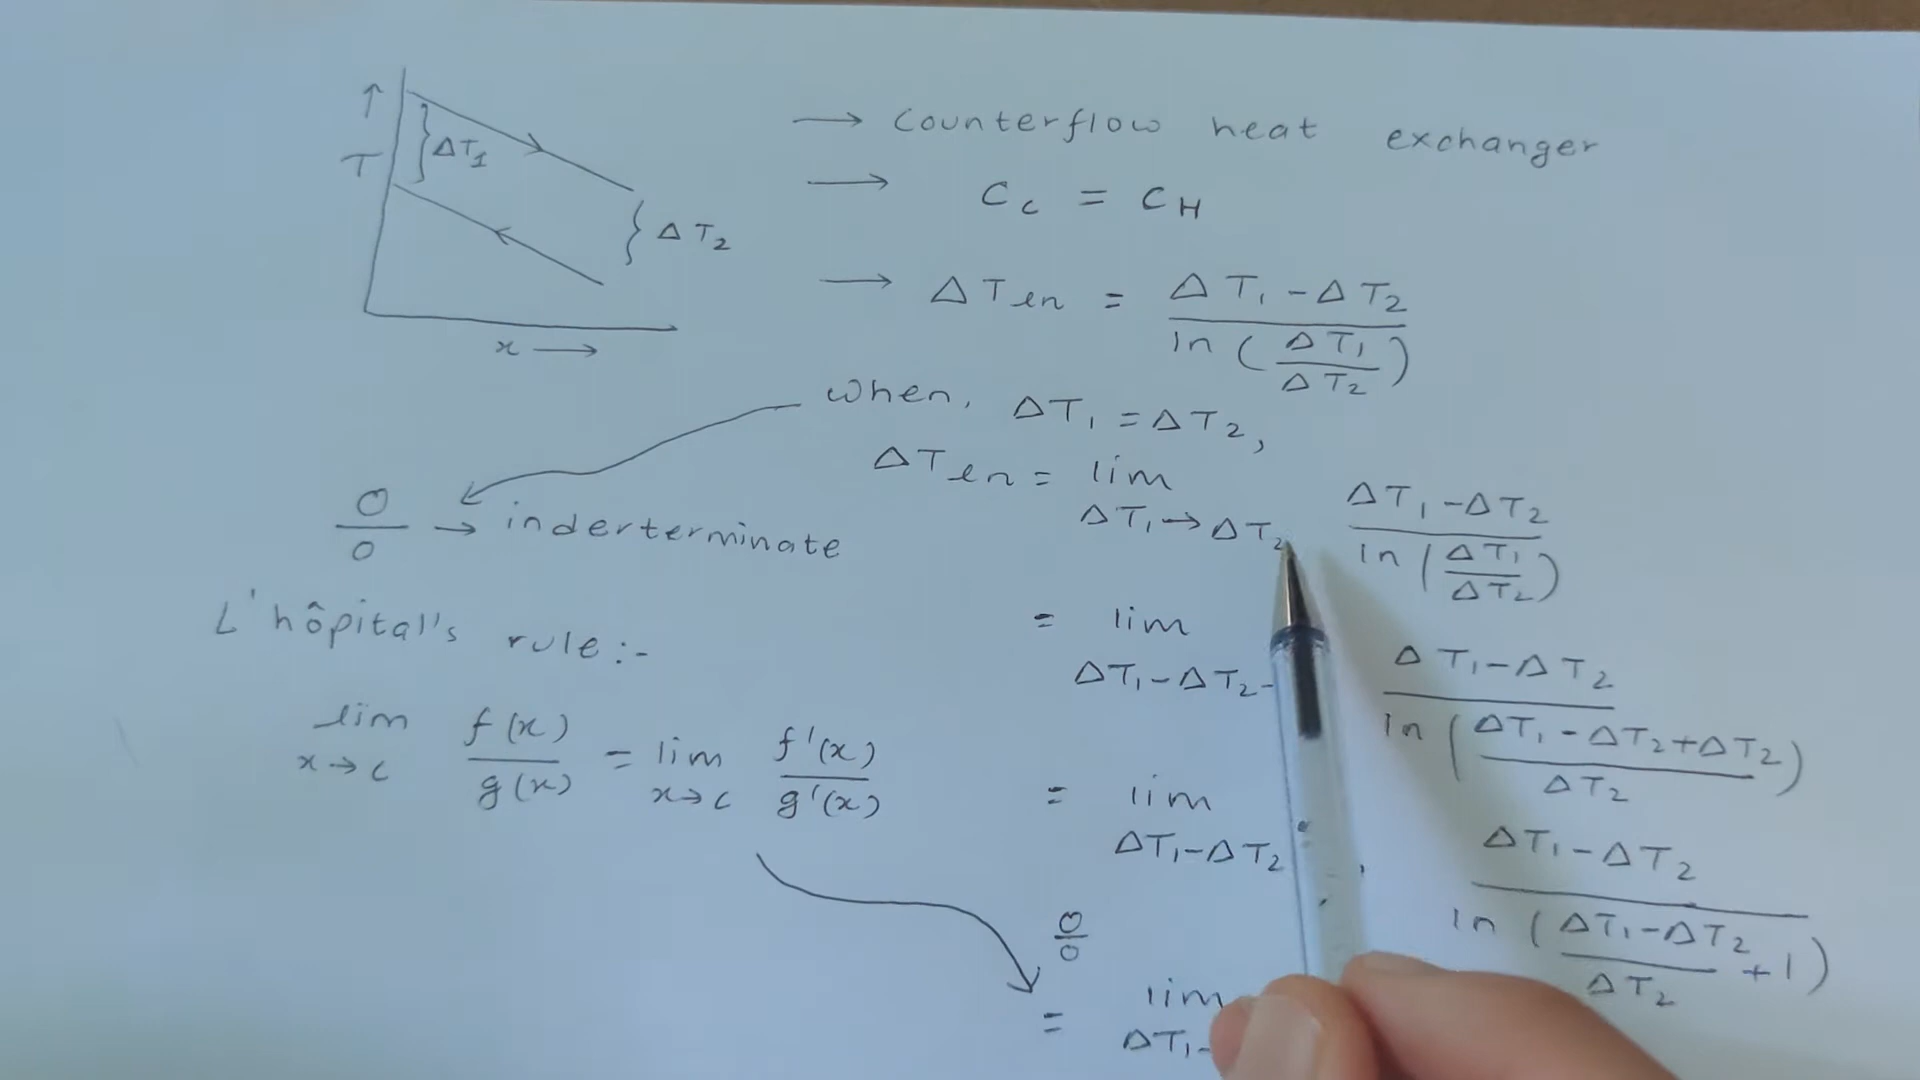 ↑
T
ΔT1
ΔT2
x →
→ Counterflow heat exchanger
→ Cc = CH
→ ΔTln = (ΔT1 - ΔT2) / ln (ΔT1 / ΔT2)
when, ΔT1 = ΔT2,
0/0 → inderterminate
ΔTln = lim ΔT1→ΔT2 (ΔT1 - ΔT2) / ln (ΔT1 / ΔT2)
= lim ΔT1 - ΔT2 - (ΔT1 - ΔT2) / ln ((ΔT1 - ΔT2 + ΔT2) / ΔT2)
= lim ΔT1 - ΔT2 (ΔT1 - ΔT2) / ln ((ΔT1 - ΔT2) / ΔT2 + 1)
0/0
= lim ΔT1 -
L'hôpital's rule :-
lim x→c f(x) / g(x) = lim x→c f'(x) / g'(x)